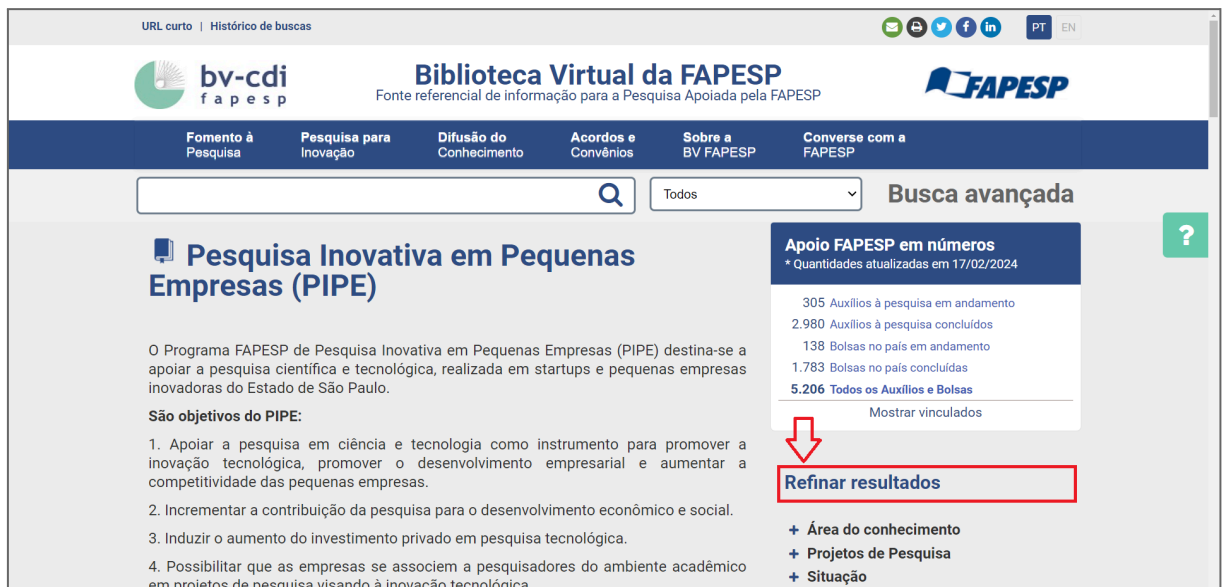 URL curto | Histórico de buscas
PT EN
bv-cdi
fapesp
Biblioteca Virtual da FAPESP
Fonte referencial de informação para a Pesquisa Apoiada pela FAPESP
FAPESP
Fomento à Pesquisa
Pesquisa para Inovação
Difusão do Conhecimento
Acordos e Convênios
Sobre a BV FAPESP
Converse com a FAPESP
Todos
Busca avançada
?
Pesquisa Inovativa em Pequenas
Empresas (PIPE)
O Programa FAPESP de Pesquisa Inovativa em Pequenas Empresas (PIPE) destina-se a
apoiar a pesquisa científica e tecnológica, realizada em startups e pequenas empresas
inovadoras do Estado de São Paulo.
São objetivos do PIPE:
1. Apoiar a pesquisa em ciência e tecnologia como instrumento para promover a
inovação tecnológica, promover o desenvolvimento empresarial e aumentar a
competitividade das pequenas empresas.
2. Incrementar a contribuição da pesquisa para o desenvolvimento econômico e social.
3. Induzir o aumento do investimento privado em pesquisa tecnológica.
4. Possibilitar que as empresas se associem a pesquisadores do ambiente acadêmico
em projetos de pesquisa visando à inovação tecnológica
Apoio FAPESP em números
* Quantidades atualizadas em 17/02/2024
305 Auxílios à pesquisa em andamento
2.980 Auxílios à pesquisa concluídos
138 Bolsas no país em andamento
1.783 Bolsas no país concluídas
5.206 Todos os Auxílios e Bolsas
Mostrar vinculados
Refinar resultados
+ Área do conhecimento
+ Projetos de Pesquisa
+ Situação